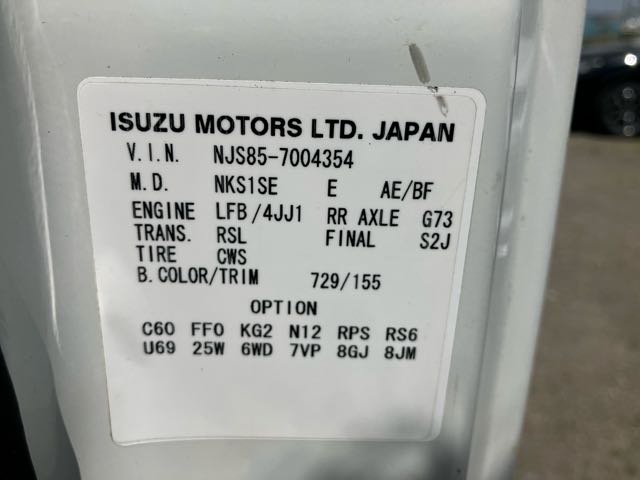 ISUZU MOTORS LTD. JAPAN
V.I.N. NJS85-7004354
M.D. NKS1SE E AE/BF
ENGINE LFB/4JJ1 RR AXLE G73
TRANS. RSL FINAL S2J
TIRE CWS
B.COLOR/TRIM 729/155
OPTION
C60 FF0 KG2 N12 RPS RS6
U69 25W 6WD 7VP 8GJ 8JM